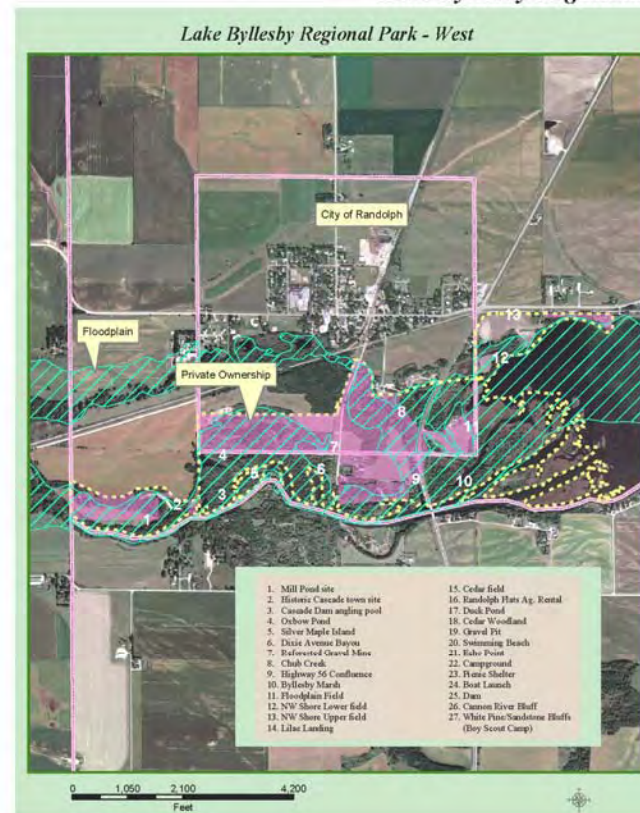 Lake Byllesby Regional Park - West
City of Randolph
Floodplain
Private Ownership
13
12
8
11
7
4
5
6
3
2
1
9
10
1. Mill Pond site
2. Historic Cascade town site
3. Cascade Dam angling pool
4. Oxbow Pond
5. Silver Maple Island
6. Dixie Avenue Bayou
7. Reforested Gravel Mine
8. Chub Creek
9. Highway 56 Confluence
10. Byllesby Marsh
11. Floodplain Field
12. NW Shore Lower field
13. NW Shore Upper field
14. Lilac Landing
15. Cedar field
16. Randolph Flats Ag. Rental
17. Duck Pond
18. Cedar Woodland
19. Gravel Pit
20. Swimming Beach
21. Echo Point
22. Campground
23. Picnic Shelter
24. Boat Launch
25. Dam
26. Cannon River Bluff
27. White Pine/Sandstone Bluffs
(Boy Scout Camp)
0 1,050 2,100 4,200
Feet